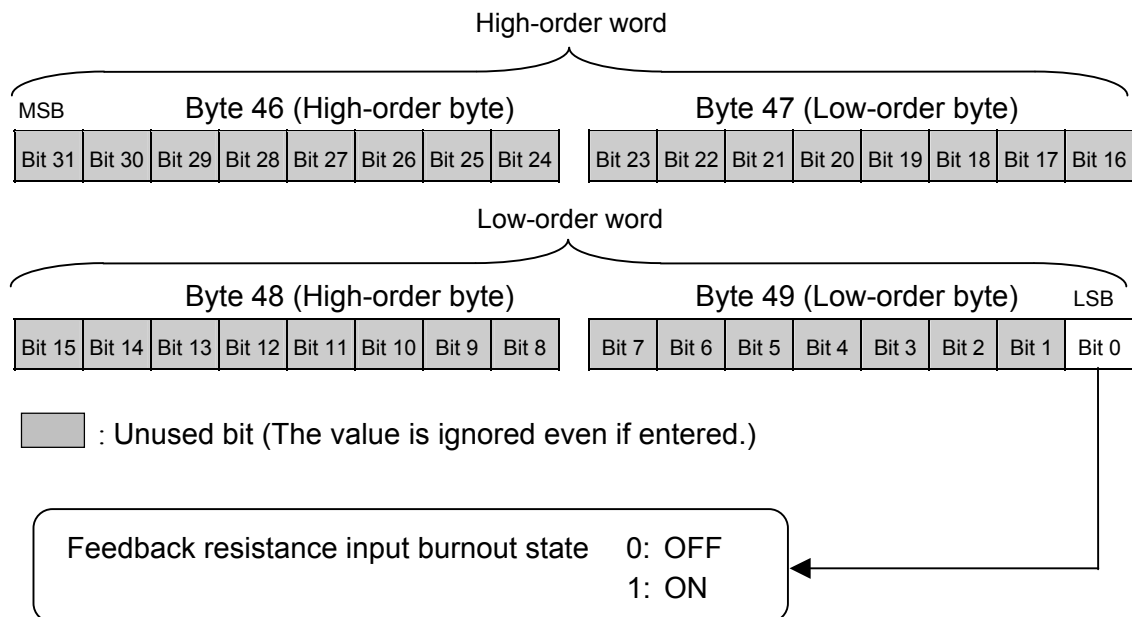 High-order word
MSB Byte 46 (High-order byte) Byte 47 (Low-order byte)
Bit 31 Bit 30 Bit 29 Bit 28 Bit 27 Bit 26 Bit 25 Bit 24 Bit 23 Bit 22 Bit 21 Bit 20 Bit 19 Bit 18 Bit 17 Bit 16
Low-order word
Byte 48 (High-order byte) Byte 49 (Low-order byte) LSB
Bit 15 Bit 14 Bit 13 Bit 12 Bit 11 Bit 10 Bit 9 Bit 8 Bit 7 Bit 6 Bit 5 Bit 4 Bit 3 Bit 2 Bit 1 Bit 0
: Unused bit (The value is ignored even if entered.)
Feedback resistance input burnout state 0: OFF
1: ON